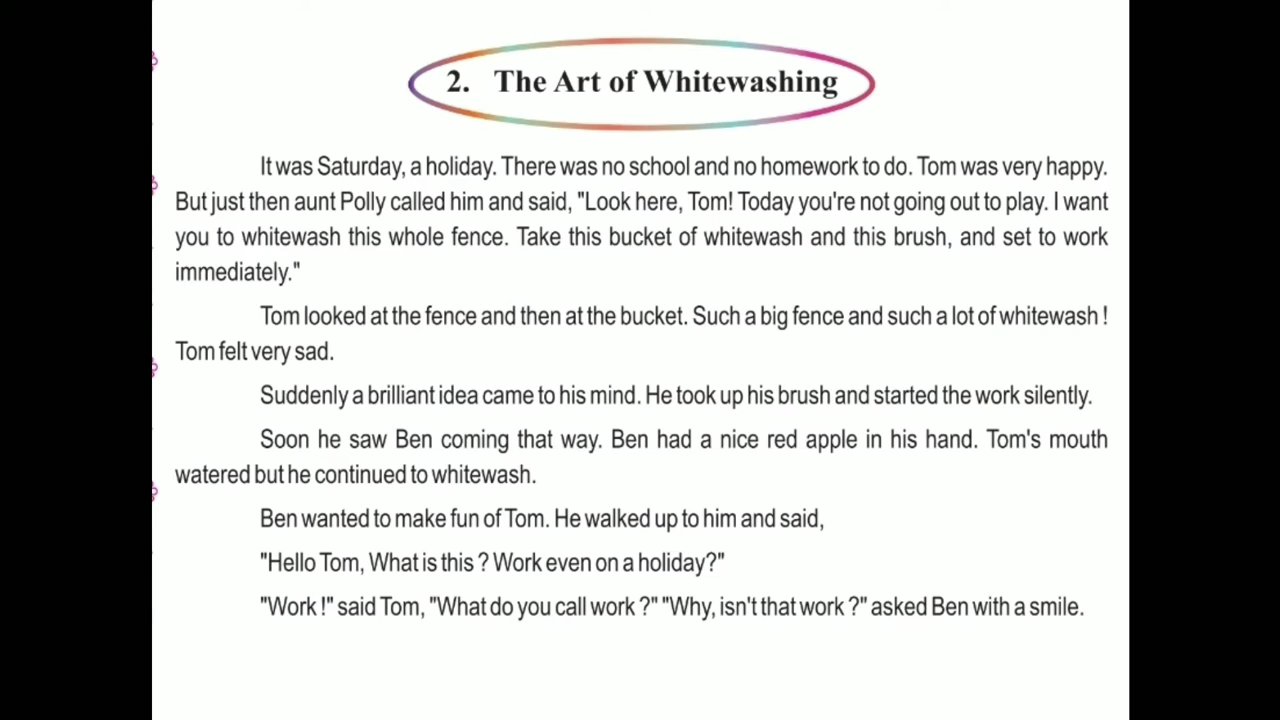 2. The Art of Whitewashing
It was Saturday, a holiday. There was no school and no homework to do. Tom was very happy.
But just then aunt Polly called him and said, "Look here, Tom! Today you're not going out to play. I want
you to whitewash this whole fence. Take this bucket of whitewash and this brush, and set to work
immediately."
Tom looked at the fence and then at the bucket. Such a big fence and such a lot of whitewash !
Tom felt very sad.
Suddenly a brilliant idea came to his mind. He took up his brush and started the work silently.
Soon he saw Ben coming that way. Ben had a nice red apple in his hand. Tom's mouth
watered but he continued to whitewash.
Ben wanted to make fun of Tom. He walked up to him and said,
"Hello Tom, What is this ? Work even on a holiday?"
"Work !" said Tom, "What do you call work ?" "Why, isn't that work ?" asked Ben with a smile.